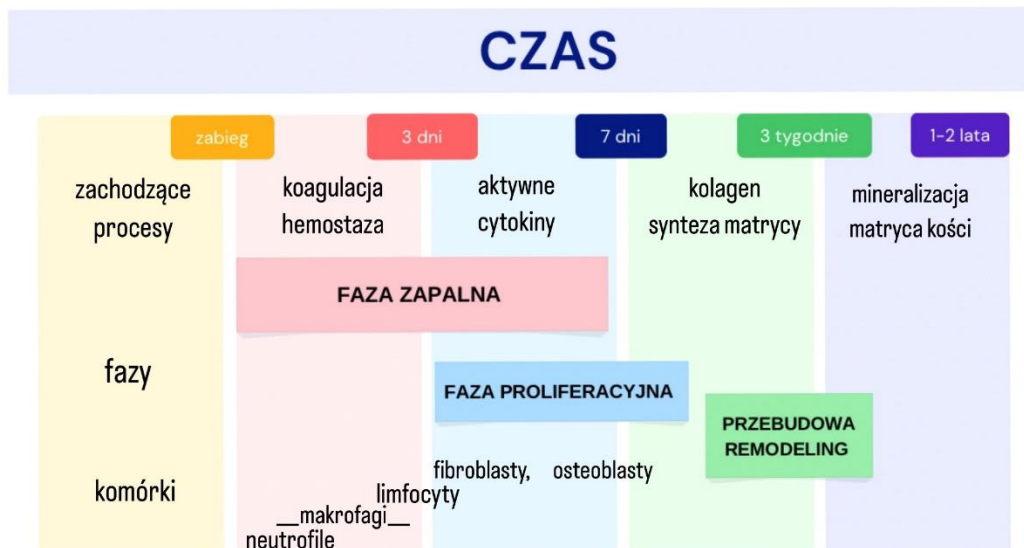 CZAS
zabieg
3 dni
7 dni
3 tygodnie
1-2 lata
zachodzące
procesy
koagulacja
hemostaza
aktywne
cytokiny
kolagen
synteza matrycy
mineralizacja
matryca kości
FAZA ZAPALNA
fazy
FAZA PROLIFERACYJNA
PRZEBUDOWA
REMODELING
komórki
fibroblasty, osteoblasty
limfocyty
__makrofagi__
neutrofile